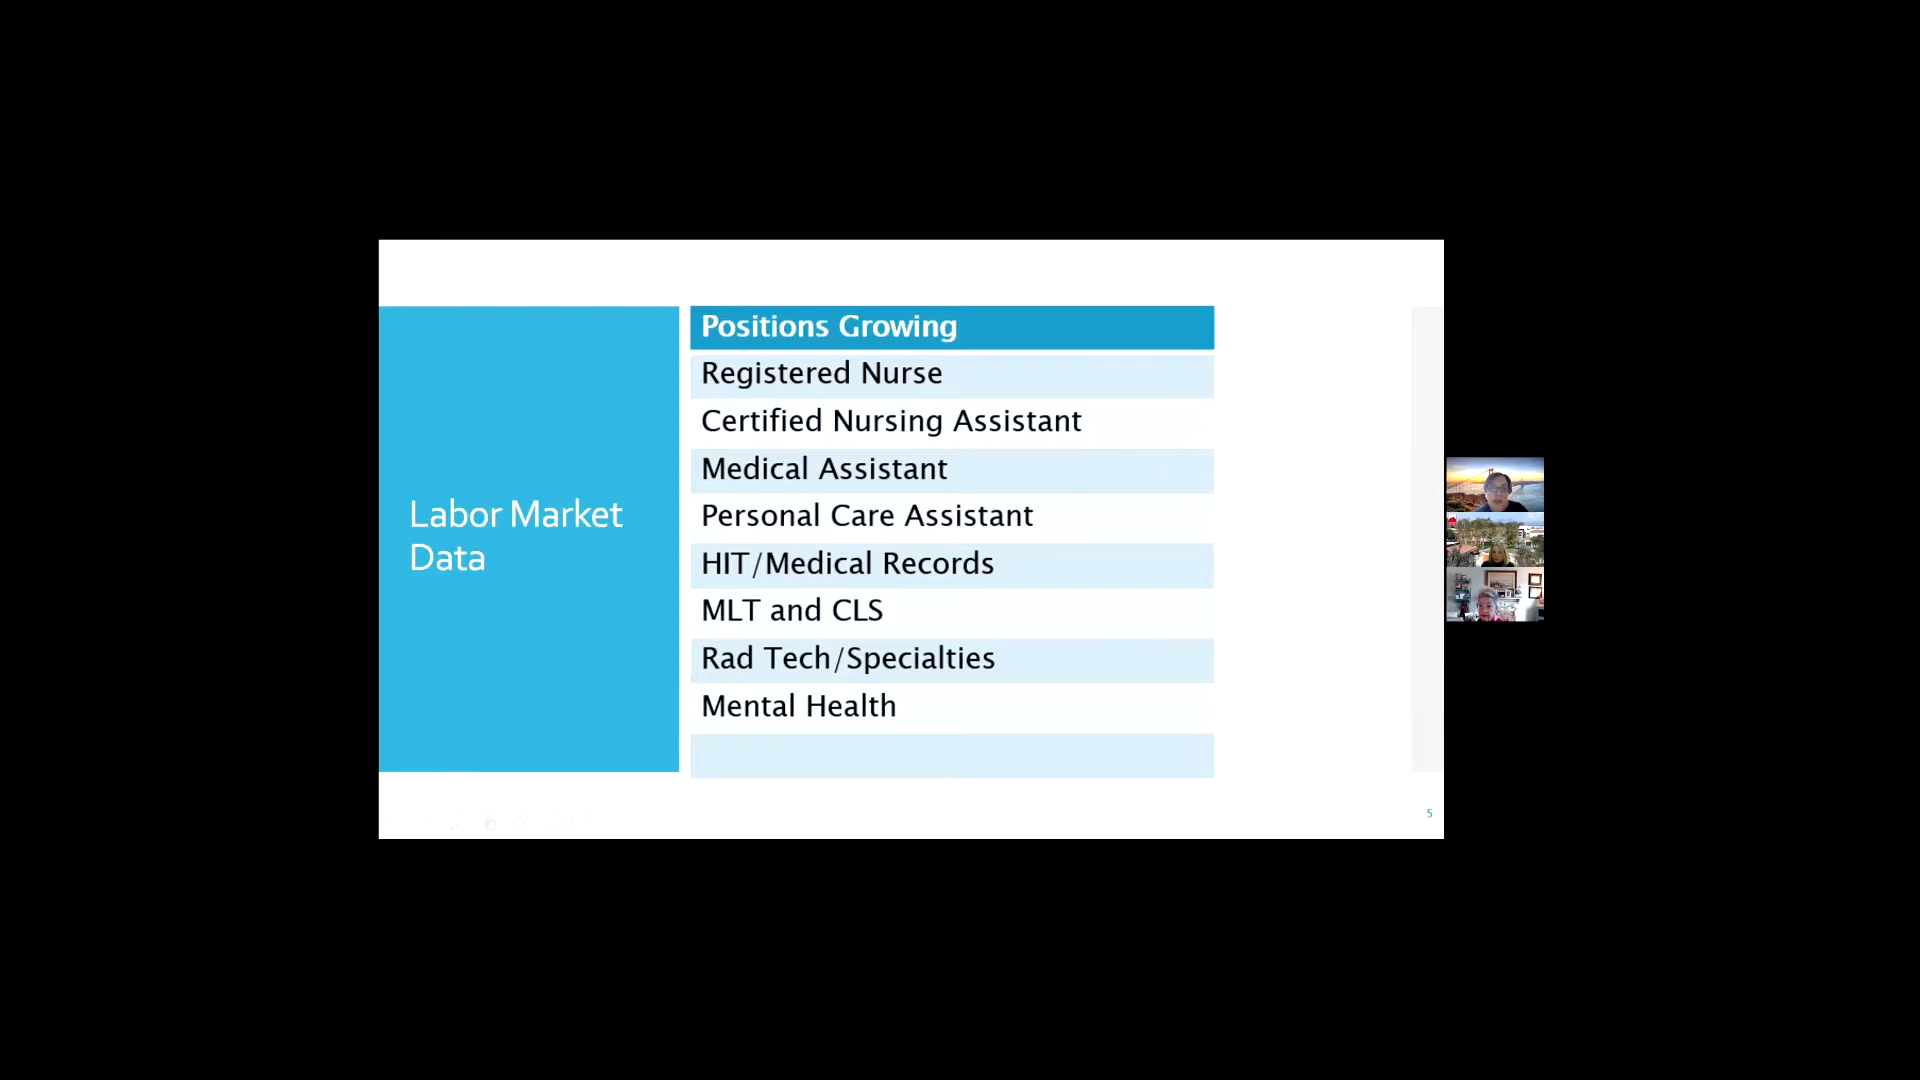 Labor Market
Data
Positions Growing
Registered Nurse
Certified Nursing Assistant
Medical Assistant
Personal Care Assistant
HIT/Medical Records
MLT and CLS
Rad Tech/Specialties
Mental Health
5